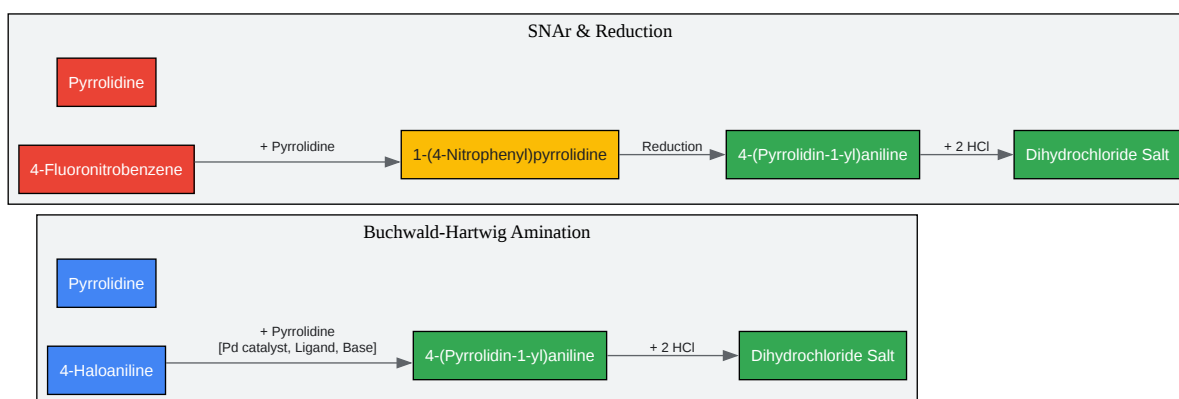 SNAr & Reduction
Pyrrolidine
4-Fluoronitrobenzene
+ Pyrrolidine
1-(4-Nitrophenyl)pyrrolidine
Reduction
4-(Pyrrolidin-1-yl)aniline
+ 2 HCl
Dihydrochloride Salt
Buchwald-Hartwig Amination
Pyrrolidine
4-Haloaniline
+ Pyrrolidine
[Pd catalyst, Ligand, Base]
4-(Pyrrolidin-1-yl)aniline
+ 2 HCl
Dihydrochloride Salt